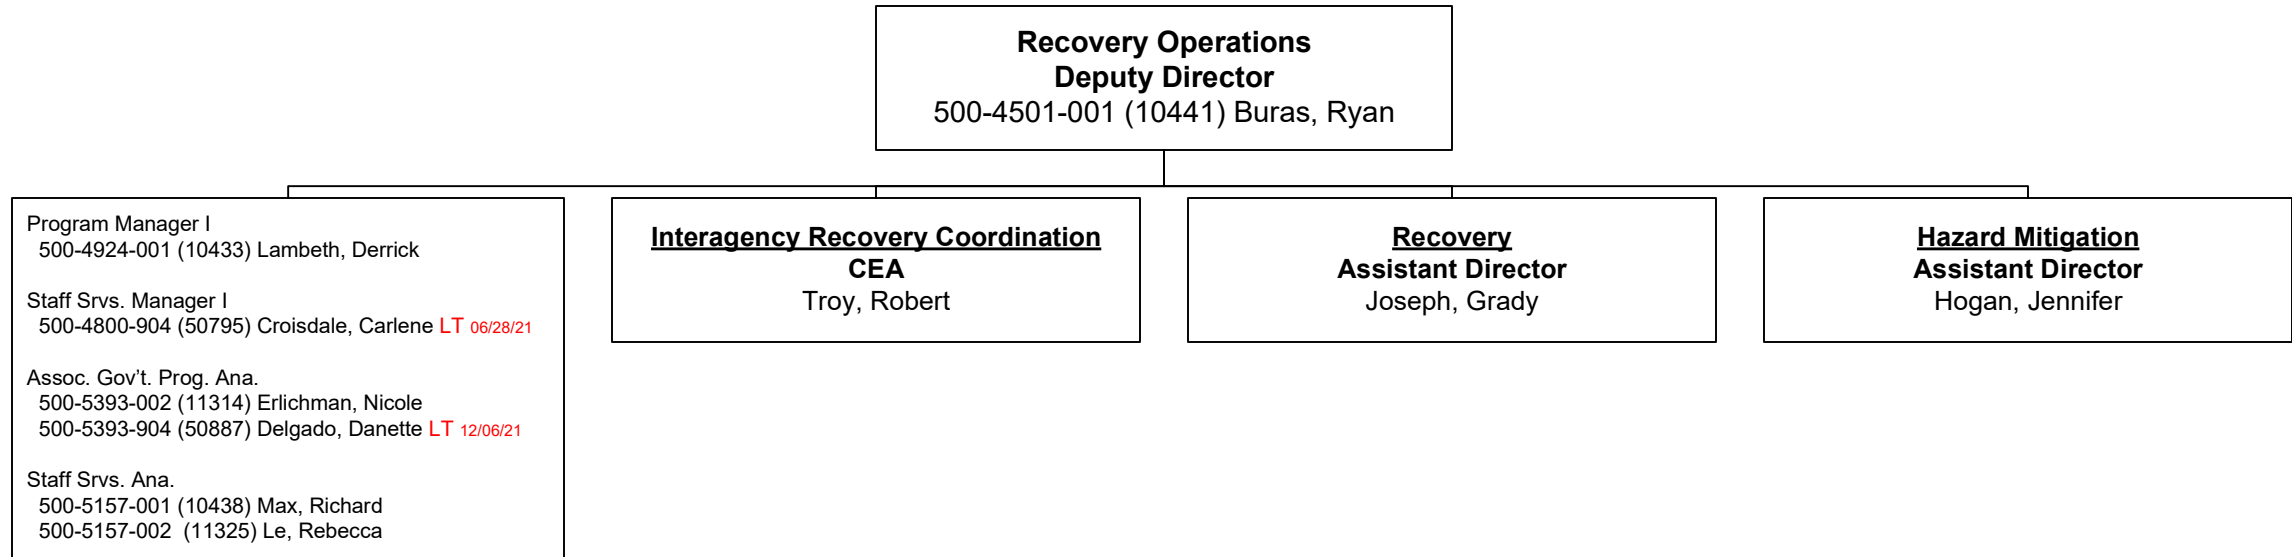 Recovery Operations
Deputy Director
500-4501-001 (10441) Buras, Ryan
Program Manager I
500-4924-001 (10433) Lambeth, Derrick
Staff Srvs. Manager I
500-4800-904 (50795) Croisdale, Carlene LT 06/28/21
Assoc. Gov’t. Prog. Ana.
500-5393-002 (11314) Erlichman, Nicole
500-5393-904 (50887) Delgado, Danette LT 12/06/21
Staff Srvs. Ana.
500-5157-001 (10438) Max, Richard
500-5157-002 (11325) Le, Rebecca
Interagency Recovery Coordination
CEA
Troy, Robert
Recovery
Assistant Director
Joseph, Grady
Hazard Mitigation
Assistant Director
Hogan, Jennifer